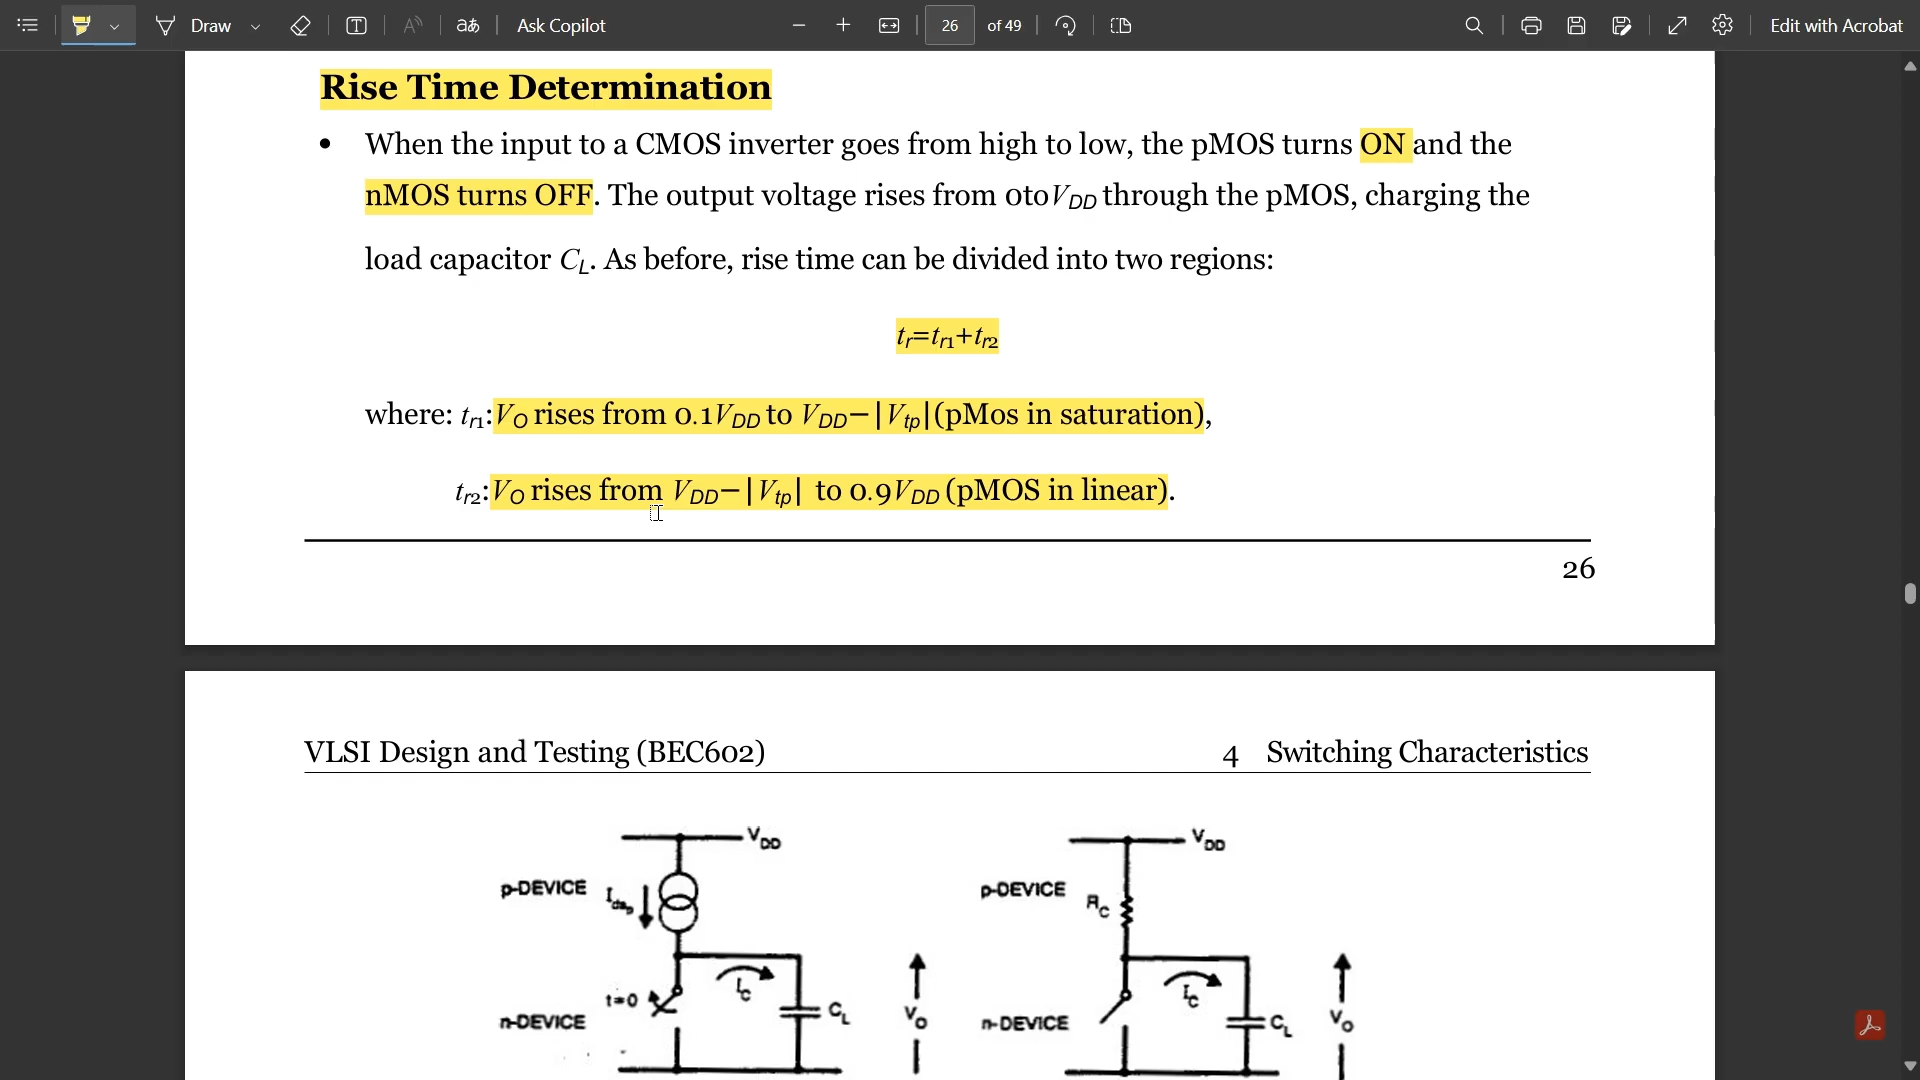 Draw
aあ
Ask Copilot
26 of 49
Edit with Acrobat
Rise Time Determination
• When the input to a CMOS inverter goes from high to low, the pMOS turns ON and the
nMOS turns OFF. The output voltage rises from 0toV_DD through the pMOS, charging the
load capacitor C_L. As before, rise time can be divided into two regions:
t_r=t_r1+t_r2
where: t_r1:V_O rises from 0.1V_DD to V_DD−|V_tp|(pMos in saturation),
t_r2:V_O rises from V_DD−|V_tp| to 0.9V_DD (pMOS in linear).
26
VLSI Design and Testing (BEC602) 4 Switching Characteristics
V_DD V_DD
p-DEVICE I_dsp p-DEVICE R_C
I_c I_c
t=0 C_L V_O C_L V_O
n-DEVICE n-DEVICE